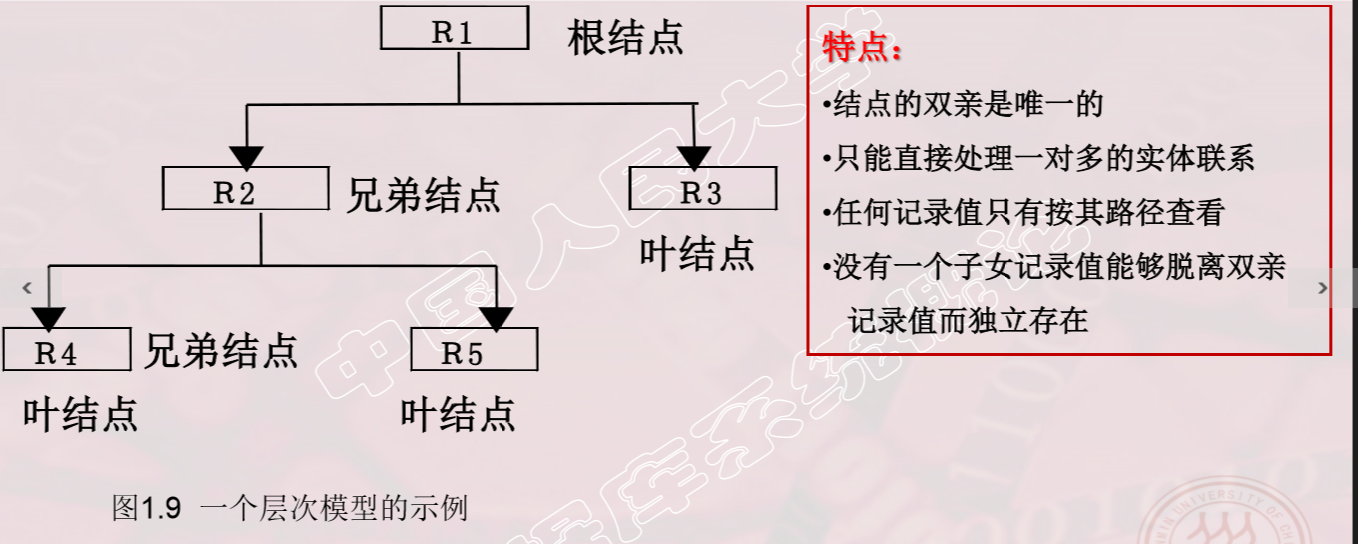 R1
根结点
R2
兄弟结点
R3
叶结点
R4
兄弟结点
R5
叶结点
叶结点
图1.9 一个层次模型的示例
特点：
•结点的双亲是唯一的
•只能直接处理一对多的实体联系
•任何记录值只有按其路径查看
•没有一个子女记录值能够脱离双亲
记录值而独立存在
中国人民大学
据库系统概论